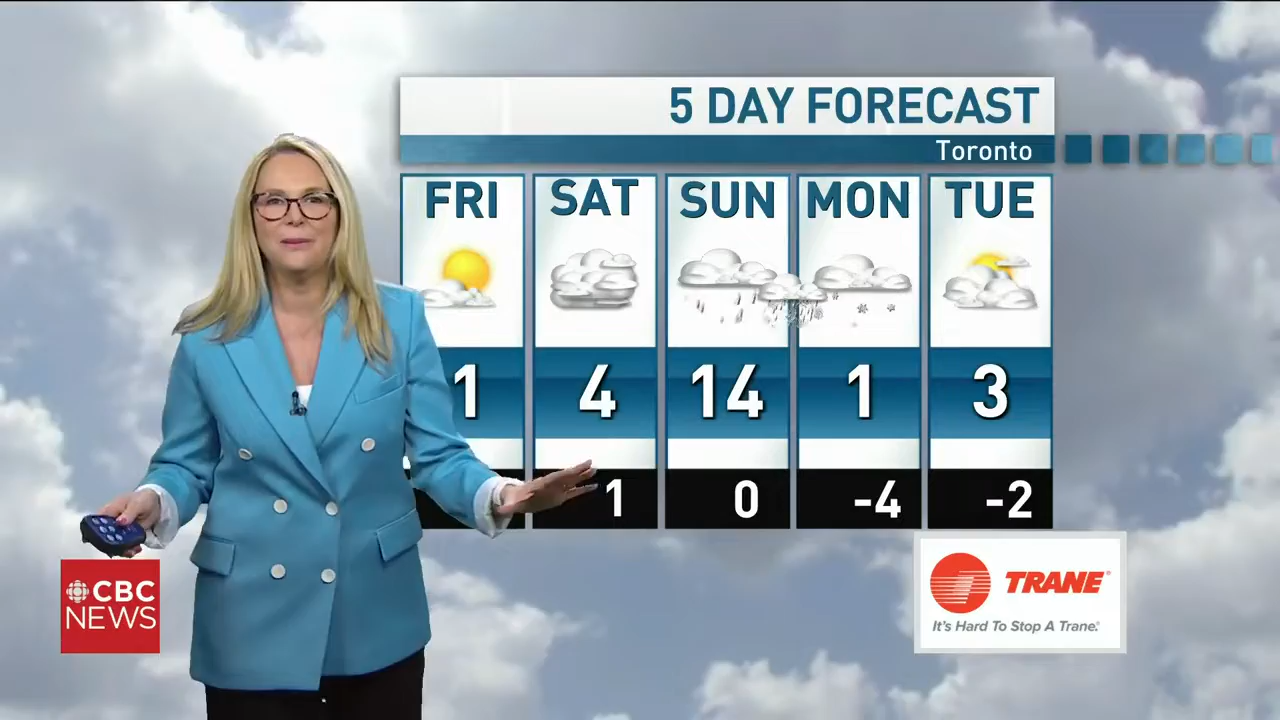 5 DAY FORECAST
Toronto
FRI SAT SUN MON TUE
1 4 14 1 3
1 0 -4 -2
CBC
NEWS
TRANE®
It's Hard To Stop A Trane.®